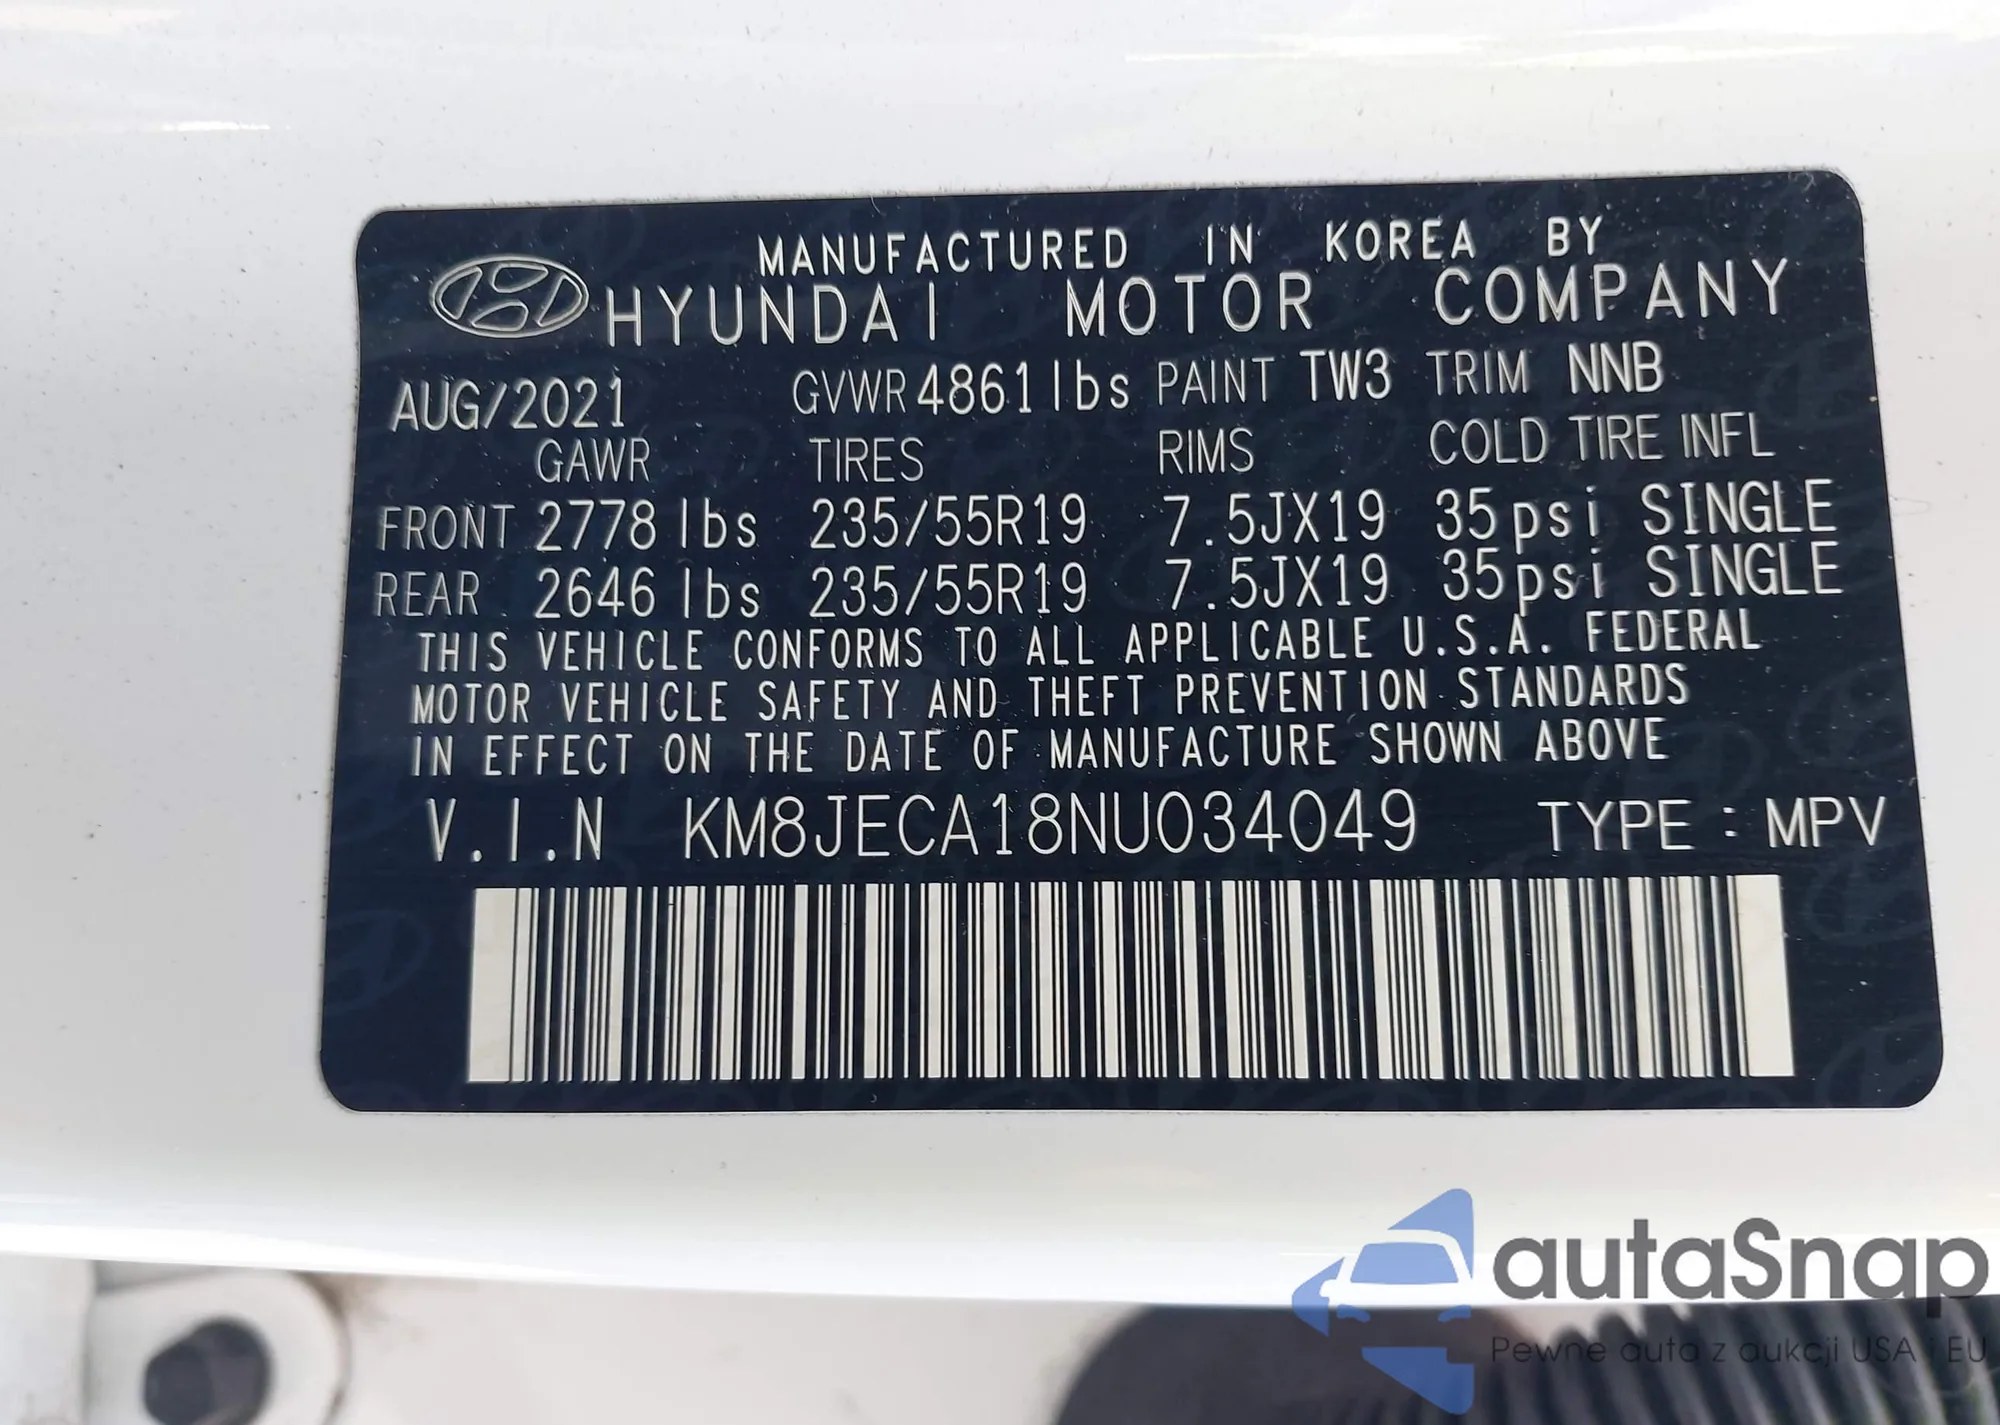 MANUFACTURED IN KOREA BY
HYUNDAI MOTOR COMPANY
AUG/2021 GVWR 4861 lbs PAINT TW3 TRIM NNB
GAWR TIRES RIMS COLD TIRE INFL
FRONT 2778 lbs 235/55R19 7.5JX19 35psi SINGLE
REAR 2646 lbs 235/55R19 7.5JX19 35psi SINGLE
THIS VEHICLE CONFORMS TO ALL APPLICABLE U.S.A. FEDERAL
MOTOR VEHICLE SAFETY AND THEFT PREVENTION STANDARDS
IN EFFECT ON THE DATE OF MANUFACTURE SHOWN ABOVE
V.I.N KM8JECA18NU034049 TYPE : MPV
autaSnap
Pewne auta z aukcji USA i EU